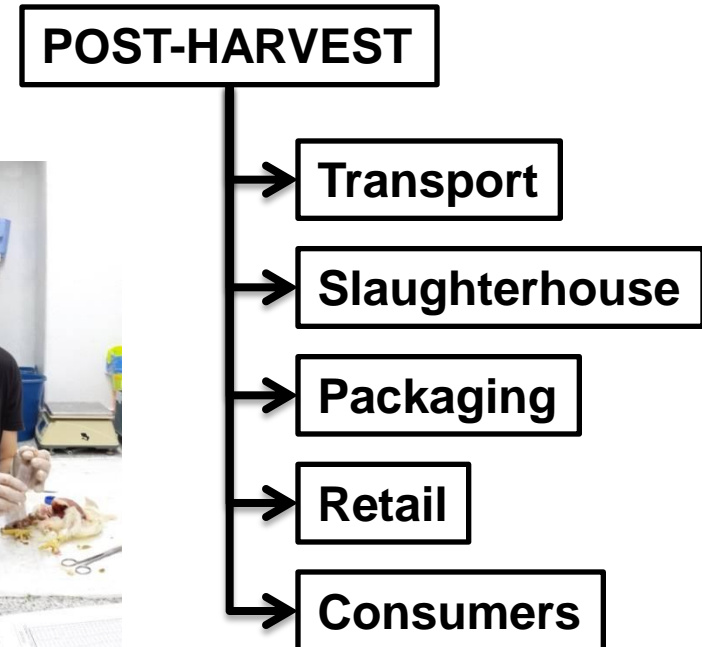 POST-HARVEST
Transport
Slaughterhouse
Packaging
Retail
Consumers